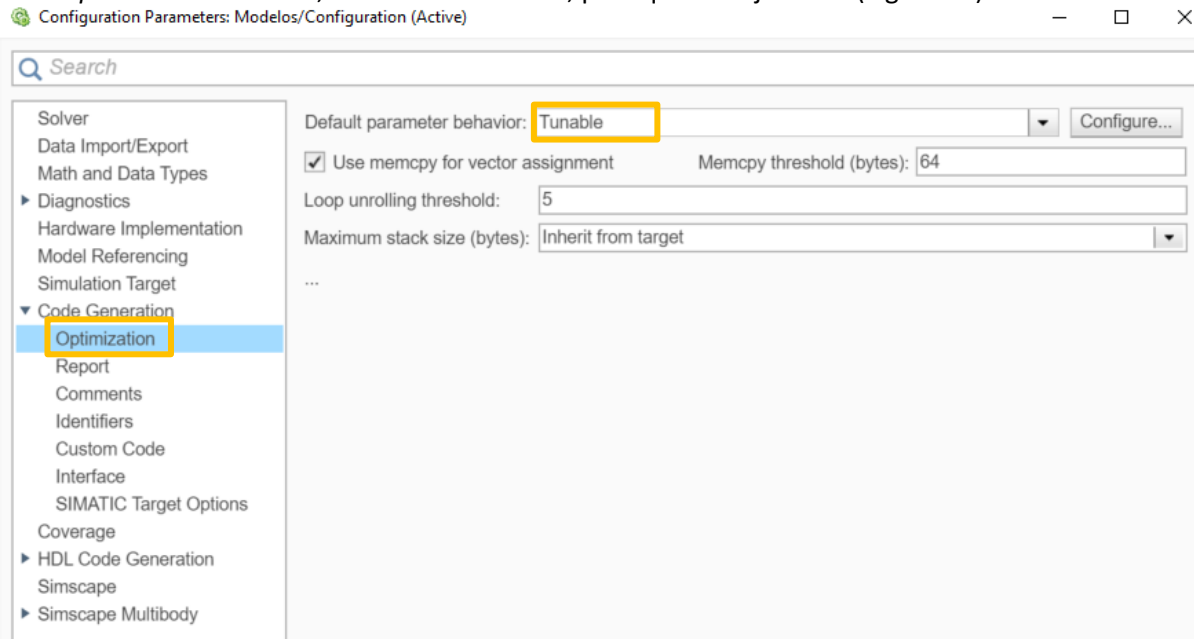 Configuration Parameters: Modelos/Configuration (Active)
Search
Solver
Data Import/Export
Math and Data Types
Diagnostics
Hardware Implementation
Model Referencing
Simulation Target
Code Generation
Optimization
Report
Comments
Identifiers
Custom Code
Interface
SIMATIC Target Options
Coverage
HDL Code Generation
Simscape
Simscape Multibody
Default parameter behavior: Tunable Configure...
Use memcpy for vector assignment Memcpy threshold (bytes): 64
Loop unrolling threshold: 5
Maximum stack size (bytes): Inherit from target
...